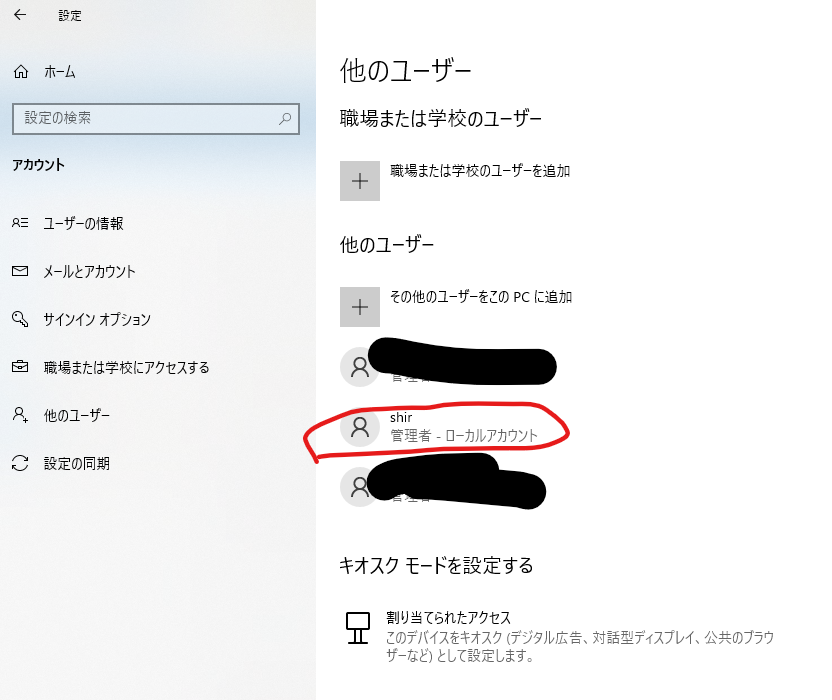 設定
ホーム
設定の検索
アカウント
ユーザーの情報
メールとアカウント
サインイン オプション
職場または学校にアクセスする
他のユーザー
設定の同期
他のユーザー
職場または学校のユーザー
職場または学校のユーザーを追加
他のユーザー
その他のユーザーをこの PC に追加
管理者
shir
管理者 - ローカルアカウント
管理者
キオスク モードを設定する
割り当てられたアクセス
このデバイスをキオスク (デジタル広告、対話型ディスプレイ、公共のブラウ
ザーなど) として設定します。